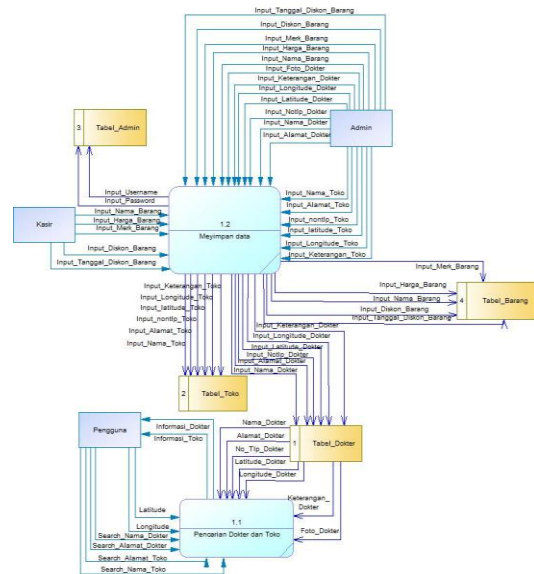 Input_Tanggal_Diskon_Barang
Input_Diskon_Barang
Input_Merk_Barang
Input_Harga_Barang
Input_Nama_Barang
Input_Foto_Dokter
Input_Keterangan_Dokter
Input_Longitude_Dokter
Input_Latitude_Dokter
Input_Notlp_Dokter
Input_Nama_Dokter
Input_Alamat_Dokter
Admin
3
Tabel_Admin
Input_Username
Input_Password
Input_Nama_Barang
Input_Harga_Barang
Input_Merk_Barang
Kasir
Input_Diskon_Barang
Input_Tanggal_Diskon_Barang
1.2
Meyimpan data
Input_Nama_Toko
Input_Alamat_Toko
Input_nontlp_Toko
Input_latitude_Toko
Input_Longitude_Toko
Input_Keterangan_Toko
Input_Merk_Barang
Input_Harga_Barang
Input_Nama_Barang
Input_Diskon_Barang
Input_Tanggal_Diskon_Barang
4
Tabel_Barang
Input_Keterangan_Toko
Input_Longitude_Toko
Input_latitude_Toko
Input_nontlp_Toko
Input_Alamat_Toko
Input_Nama_Toko
Input_Keterangan_Dokter
Input_Longitude_Dokter
Input_Latitude_Dokter
Input_Notlp_Dokter
Input_Alamat_Dokter
Input_Nama_Dokter
2
Tabel_Toko
Pengguna
Informasi_Dokter
Informasi_Toko
Nama_Dokter
Alamat_Dokter
No_Tlp_Dokter
Latitude_Dokter
Longitude_Dokter
1
Tabel_Dokter
Keterangan_
Dokter
Foto_Dokter
Latitude
Longitude
Search_Nama_Dokter
Search_Alamat_Dokter
Search_Alamat_Toko
Search_Nama_Toko
1.1
Pencarian Dokter dan Toko